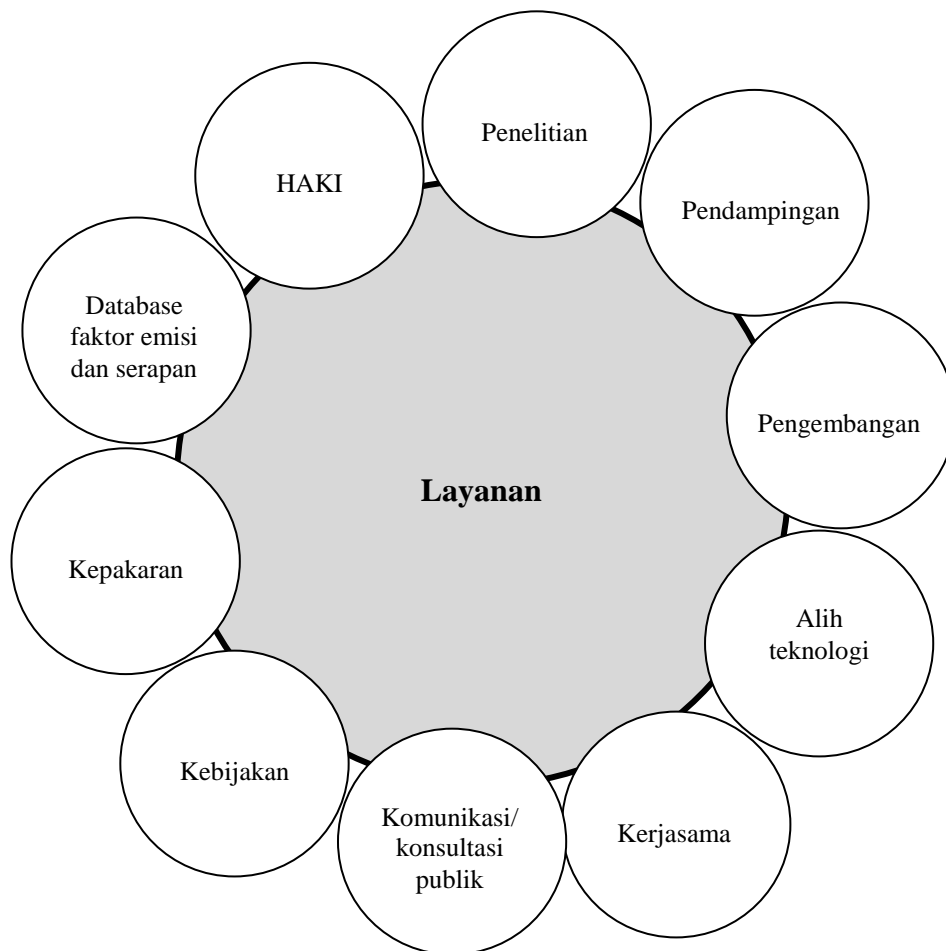 Penelitian
Pendampingan
Pengembangan
Alih
teknologi
Kerjasama
Komunikasi/
konsultasi
publik
Kebijakan
Kepakaran
Database
faktor emisi
dan serapan
HAKI
Layanan